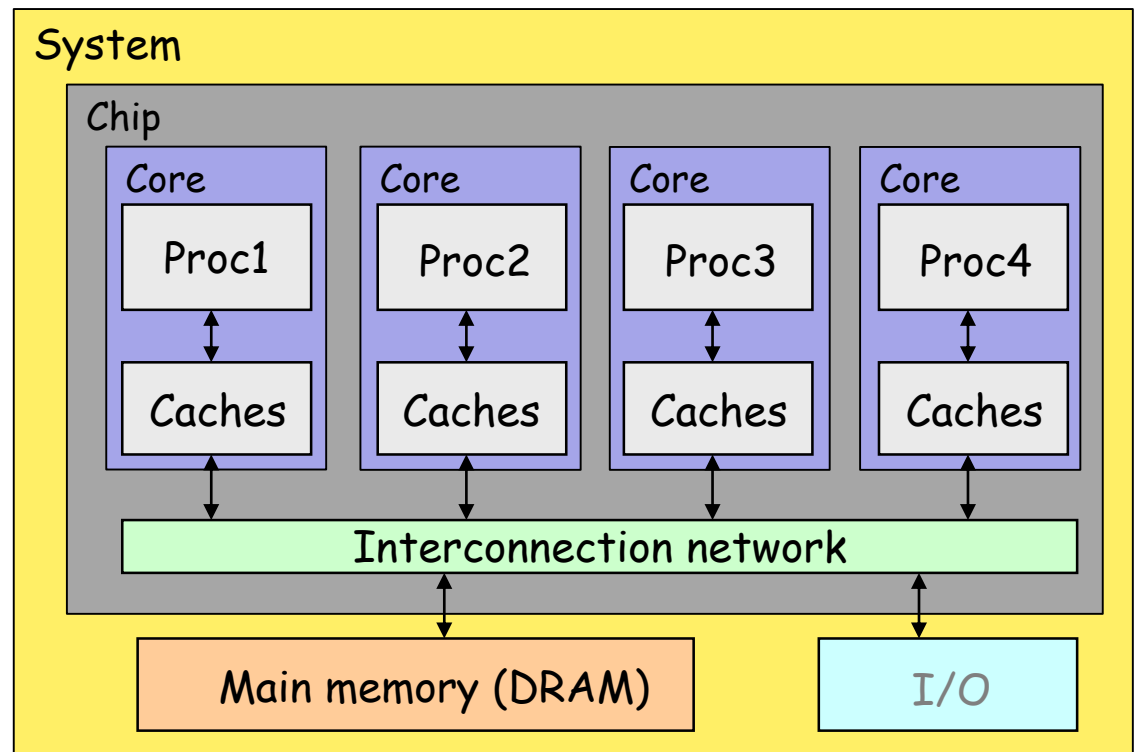 System
Chip
Core Core Core Core
Proc1 Proc2 Proc3 Proc4
Caches Caches Caches Caches
Interconnection network
Main memory (DRAM) I/O